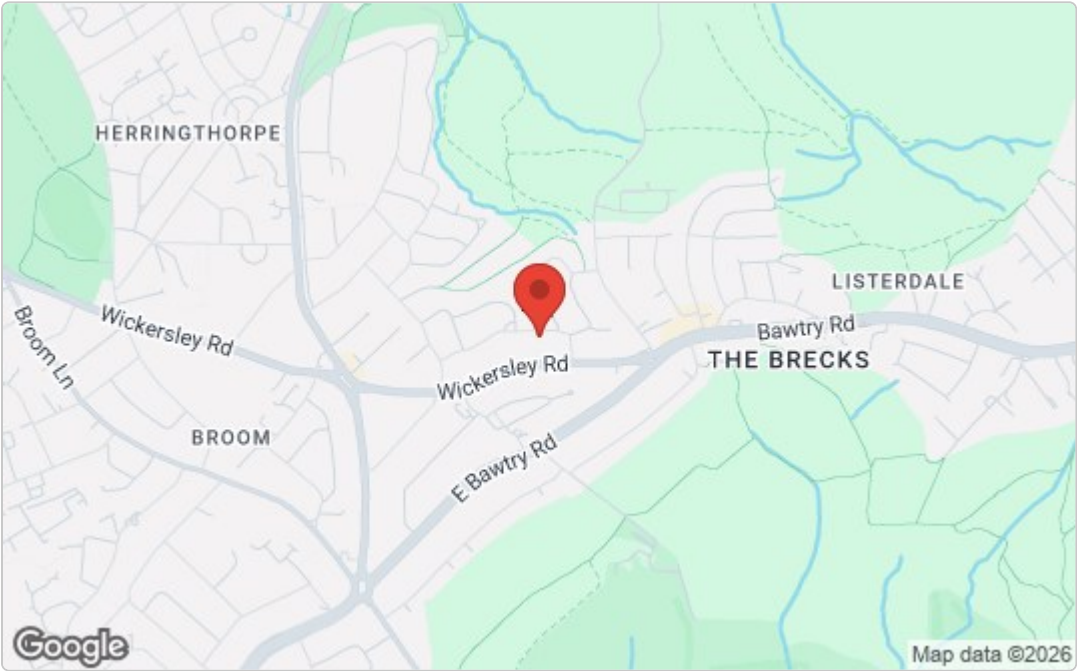 HERRINGTHORPE
LISTERDALE
Wickersley Rd
Bawtry Rd
Broom Ln
THE BRECKS
Wickersley Rd
BROOM
E Bawtry Rd
Google
Map data ©2026